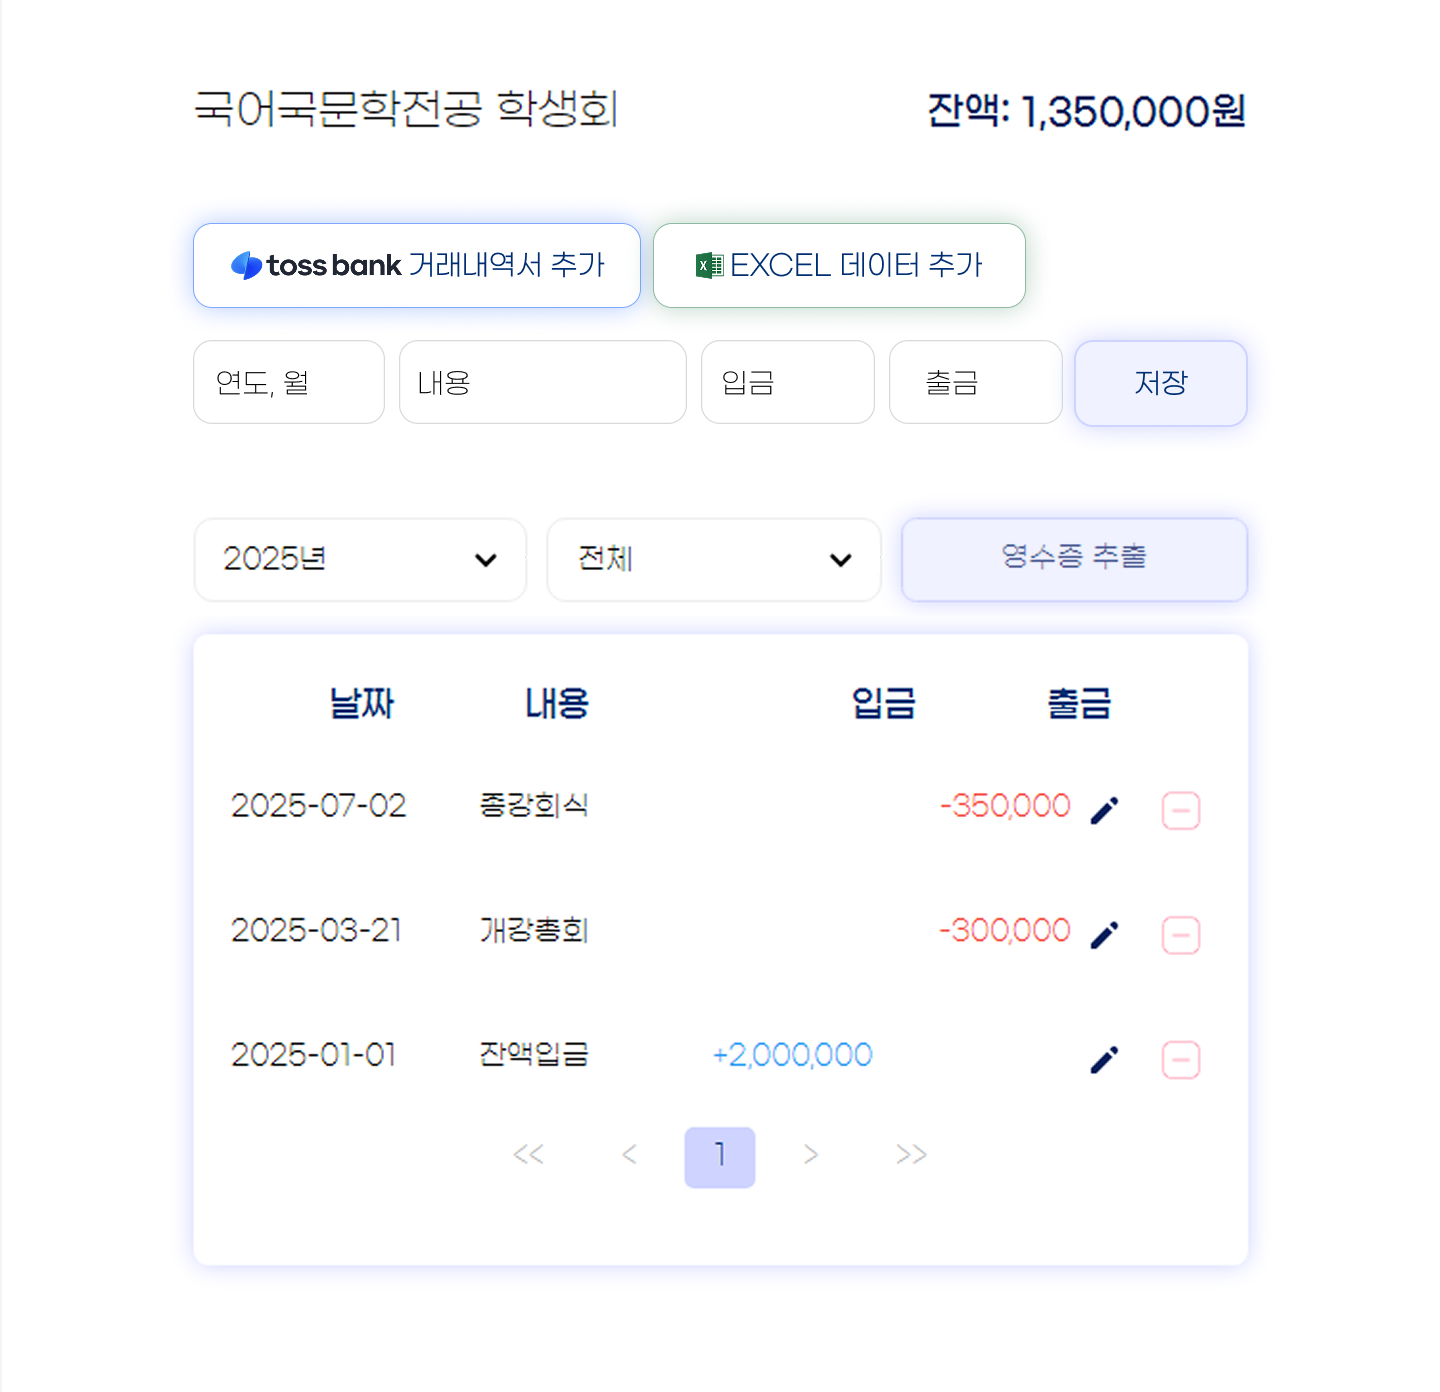 국어국문학전공 학생회 잔액: 1,350,000원
toss bank 거래내역서 추가 EXCEL 데이터 추가
연도, 월 내용 입금 출금 저장
2025년 전체 영수증 추출
날짜 내용 입금 출금
2025-07-02 종강회식 -350,000
2025-03-21 개강총회 -300,000
2025-01-01 잔액입금 +2,000,000
<< < 1 > >>